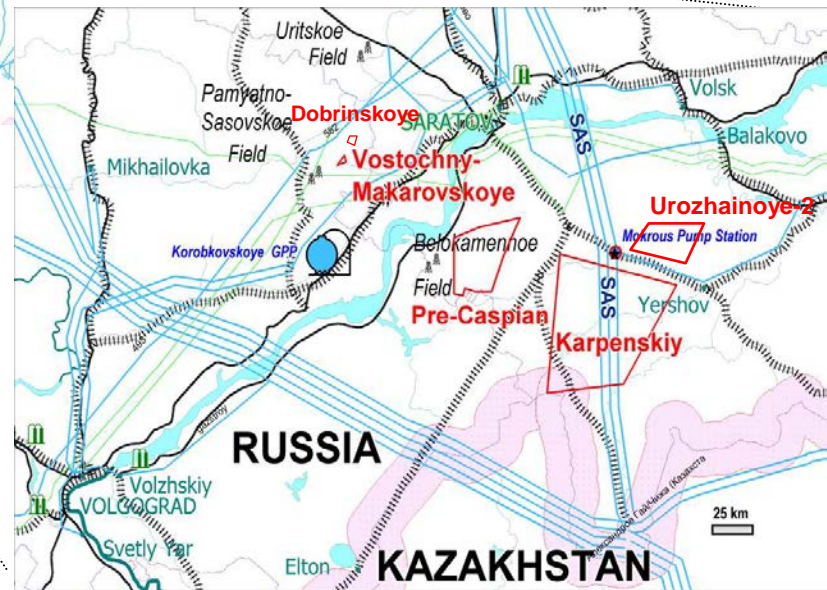 Uritskoe
Field
Pamyatno-
Sasovskoe
Field
Dobrinskoye
SARATOV
Volsk
Balakovo
Mikhailovka
Vostochny-
Makarovskoye
SAS
Urozhainoye-2
Mokrous Pump Station
Korobkovskoye GPP
Belokamennoe
Field
Pre-Caspian
SAS
Yershov
Karpenskiy
RUSSIA
Volzhskiy
VOLGOGRAD
Svetly Yar
Elton
KAZAKHSTAN
25 km